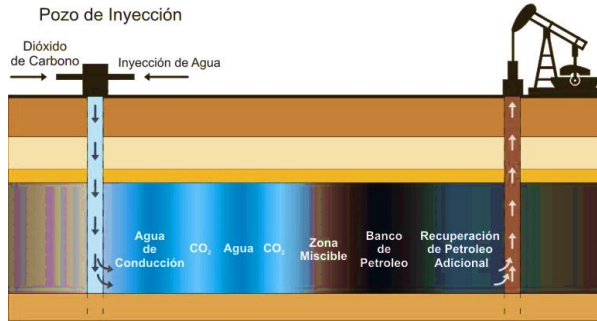 Pozo de Inyección
Dióxido
de Carbono
Inyección de Agua
Agua
de
Conducción
CO₂
Agua
CO₂
Zona
Miscible
Banco
de
Petroleo
Recuperación
de Petroleo
Adicional